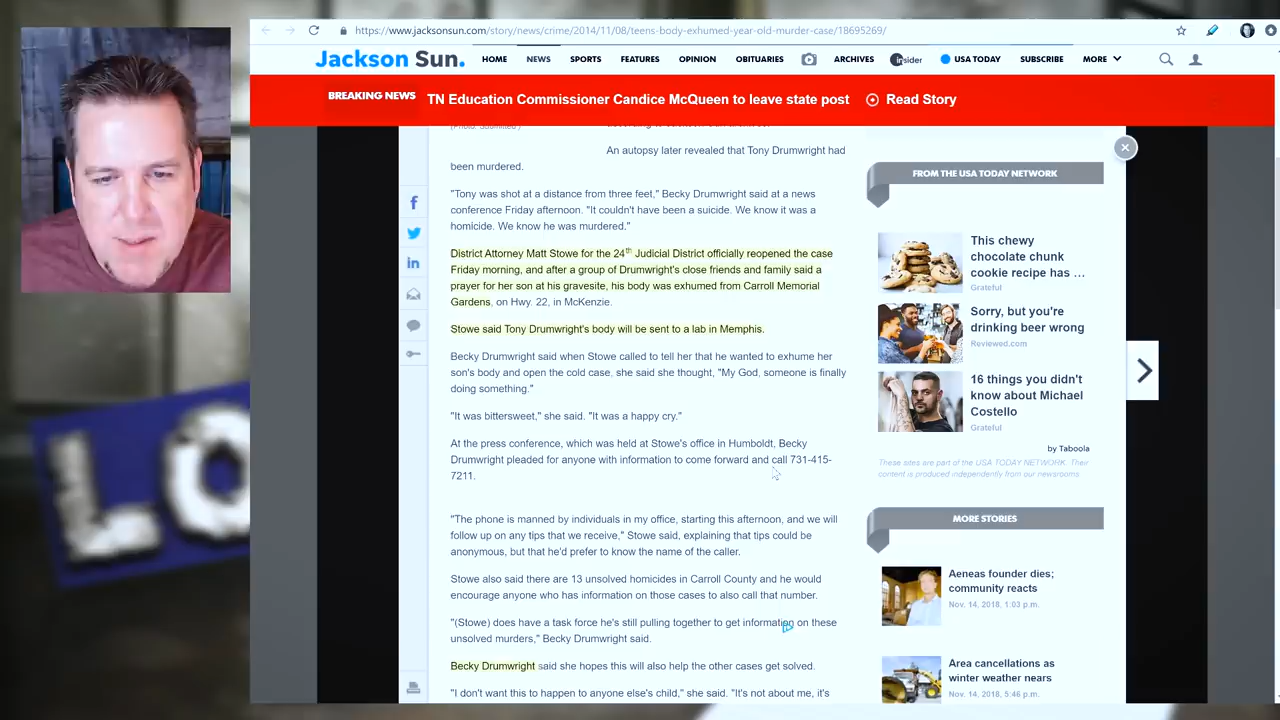 https://www.jacksonsun.com/story/news/crime/2014/11/08/teens-body-exhumed-year-old-murder-case/18695269/
Jackson Sun.
HOME
NEWS
SPORTS
FEATURES
OPINION
OBITUARIES
ARCHIVES
insider
USA TODAY
SUBSCRIBE
MORE
BREAKING NEWS
TN Education Commissioner Candice McQueen to leave state post
Read Story
An autopsy later revealed that Tony Drumwright had
been murdered.
"Tony was shot at a distance from three feet," Becky Drumwright said at a news
conference Friday afternoon. "It couldn't have been a suicide. We know it was a
homicide. We know he was murdered."
District Attorney Matt Stowe for the 24th Judicial District officially reopened the case
Friday morning, and after a group of Drumwright's close friends and family said a
prayer for her son at his gravesite, his body was exhumed from Carroll Memorial
Gardens, on Hwy. 22, in McKenzie.
Stowe said Tony Drumwright's body will be sent to a lab in Memphis.
Becky Drumwright said when Stowe called to tell her that he wanted to exhume her
son's body and open the cold case, she said she thought, "My God, someone is finally
doing something."
"It was bittersweet," she said. "It was a happy cry."
At the press conference, which was held at Stowe's office in Humboldt, Becky
Drumwright pleaded for anyone with information to come forward and call 731-415-
7211.
"The phone is manned by individuals in my office, starting this afternoon, and we will
follow up on any tips that we receive," Stowe said, explaining that tips could be
anonymous, but that he'd prefer to know the name of the caller.
Stowe also said there are 13 unsolved homicides in Carroll County and he would
encourage anyone who has information on those cases to also call that number.
"(Stowe) does have a task force he's still pulling together to get information on these
unsolved murders," Becky Drumwright said.
Becky Drumwright said she hopes this will also help the other cases get solved.
"I don't want this to happen to anyone else's child," she said. "It's not about me, it's
FROM THE USA TODAY NETWORK
This chewy
chocolate chunk
cookie recipe has ...
Grateful
Sorry, but you're
drinking beer wrong
Reviewed.com
16 things you didn't
know about Michael
Costello
Grateful
by Taboola
These sites are part of the USA TODAY NETWORK. Their
content is produced independently from our newsrooms.
MORE STORIES
Aeneas founder dies;
community reacts
Nov. 14, 2018, 1:03 p.m.
Area cancellations as
winter weather nears
Nov. 14, 2018, 5:46 p.m.
LO